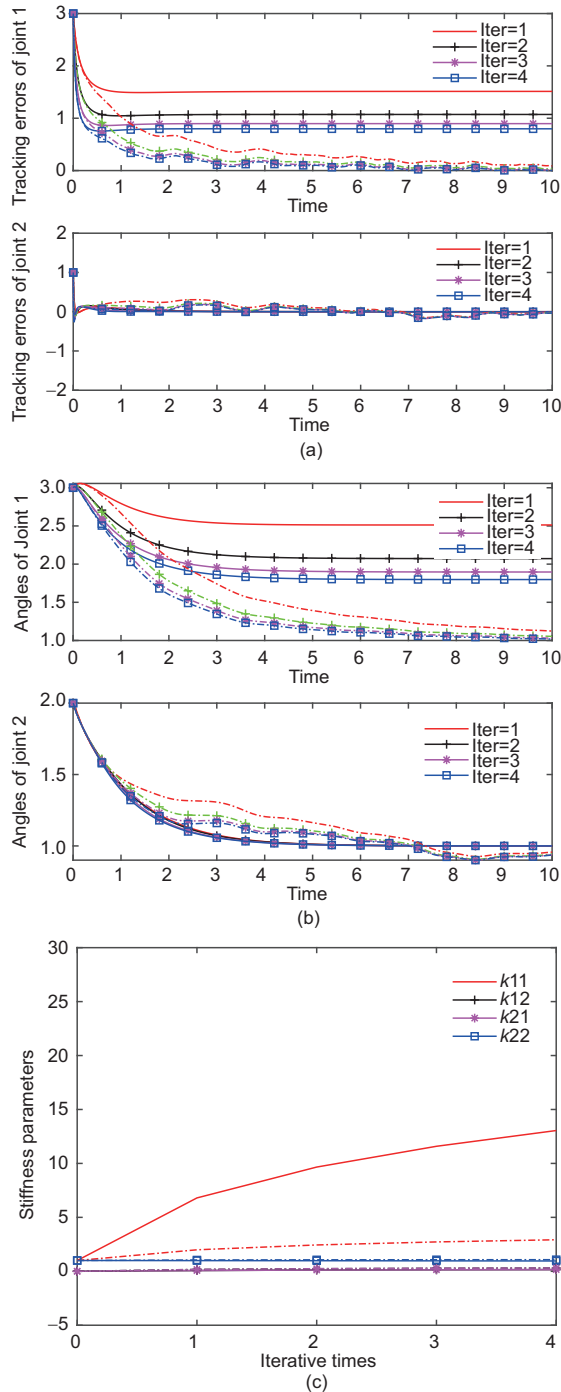 Tracking errors of joint 1
3
2
1
0
Iter=1
Iter=2
Iter=3
Iter=4
0 1 2 3 4 5 6 7 8 9 10
Time
Tracking errors of joint 2
2
1
0
−1
−2
Iter=1
Iter=2
Iter=3
Iter=4
0 1 2 3 4 5 6 7 8 9 10
Time
(a)
Angles of Joint 1
3.0
2.5
2.0
1.5
1.0
Iter=1
Iter=2
Iter=3
Iter=4
0 1 2 3 4 5 6 7 8 9 10
Time
Angles of joint 2
2.0
1.5
1.0
Iter=1
Iter=2
Iter=3
Iter=4
0 1 2 3 4 5 6 7 8 9 10
Time
(b)
Stiffness parameters
30
25
20
15
10
5
0
−5
k11
k12
k21
k22
0 1 2 3 4
Iterative times
(c)